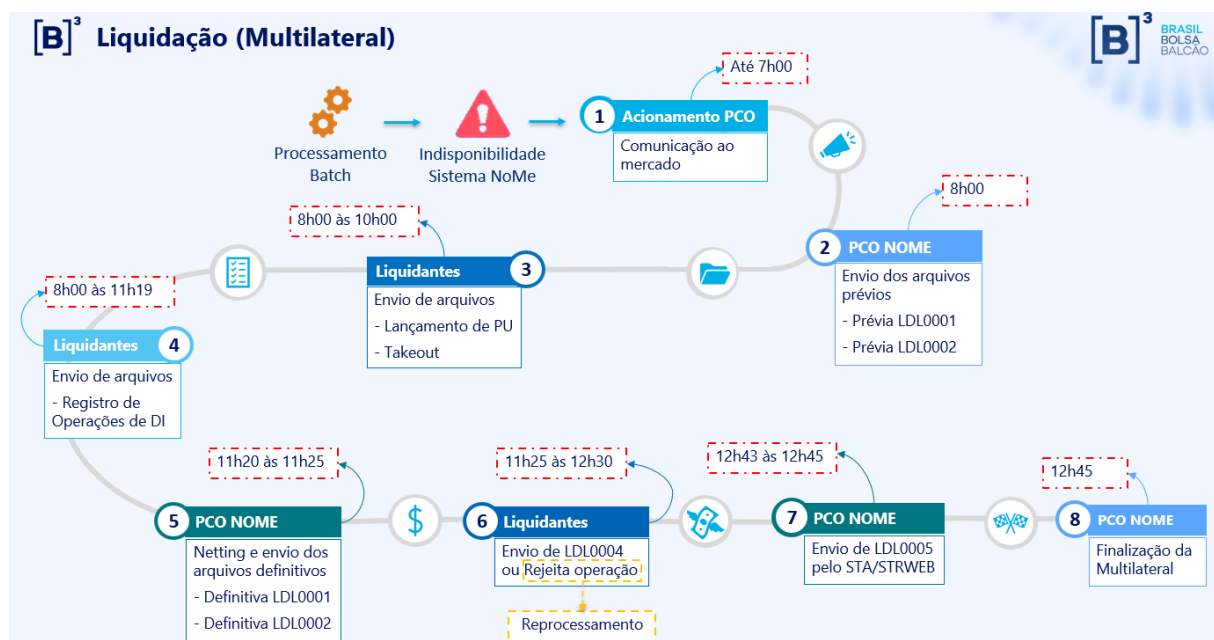 [B]³ Liquidação (Multilateral)
[B]³ BRASIL
BOLSA
BALCÃO
Processamento
Batch
Indisponibilidade
Sistema NoMe
Até 7h00
1 Acionamento PCO
Comunicação ao
mercado
8h00
2 PCO NOME
Envio dos arquivos
prévios
- Prévia LDL0001
- Prévia LDL0002
8h00 às 10h00
Liquidantes 3
Envio de arquivos
- Lançamento de PU
- Takeout
8h00 às 11h19
Liquidantes 4
Envio de arquivos
- Registro de
Operações de DI
11h20 às 11h25
5 PCO NOME
Netting e envio dos
arquivos definitivos
- Definitiva LDL0001
- Definitiva LDL0002
$
11h25 às 12h30
6 Liquidantes
Envio de LDL0004
ou Rejeita operação
Reprocessamento
12h43 às 12h45
7 PCO NOME
Envio de LDL0005
pelo STA/STRWEB
12h45
8 PCO NOME
Finalização da
Multilateral